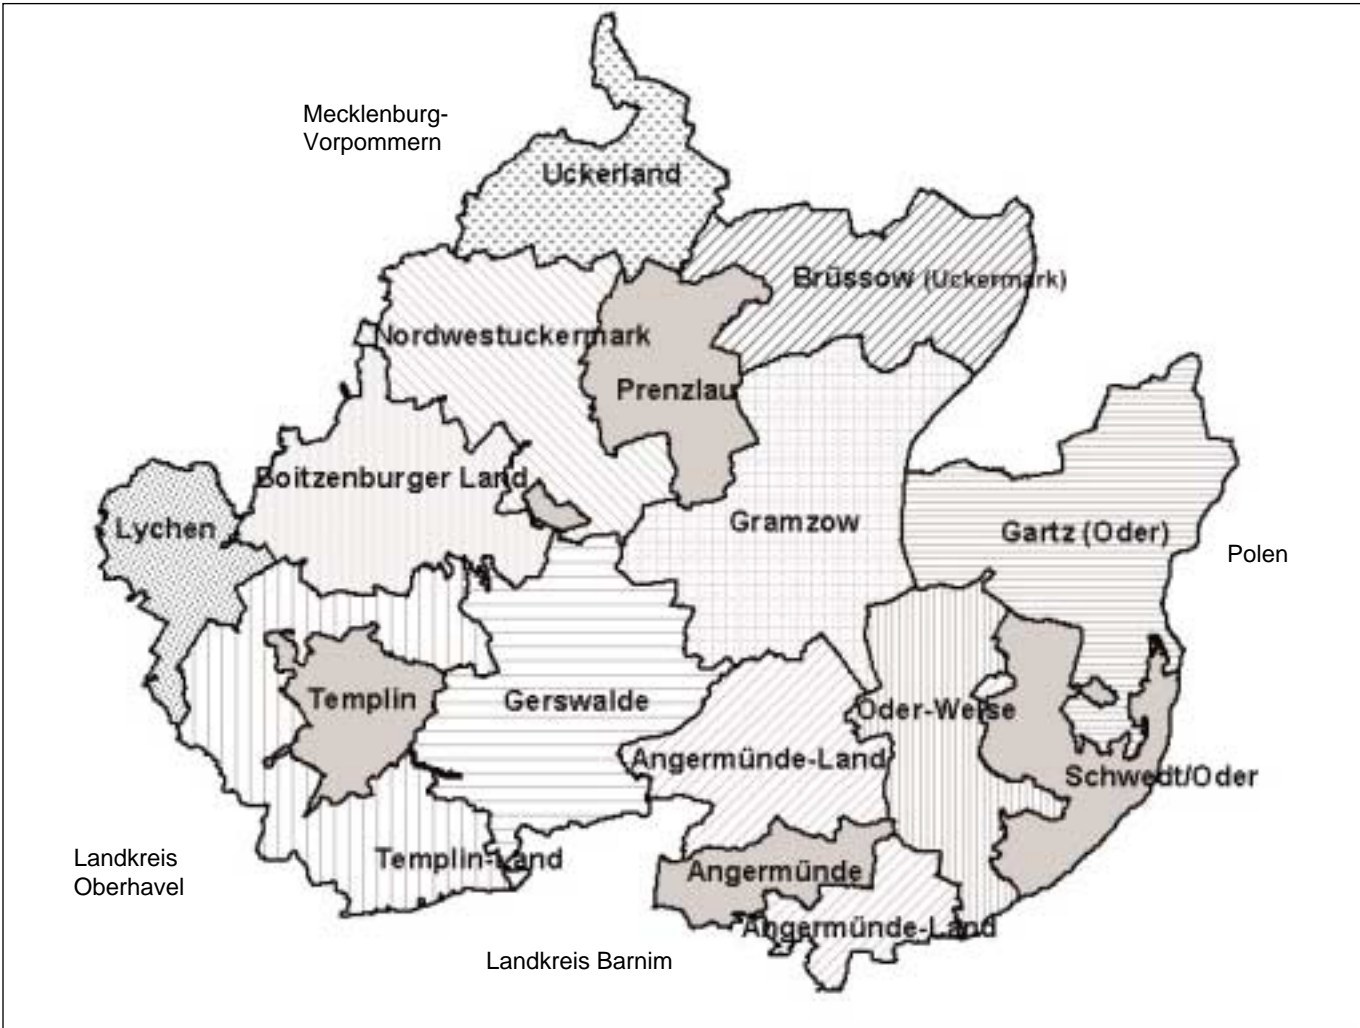 Mecklenburg-
Vorpommern
Uckerland
Brüssow (Uckermark)
Nordwestuckermark
Prenzlau
Boitzenburger Land
Lychen
Gramzow
Gartz (Oder)
Polen
Templin
Gerswalde
Oder-Welse
Angermünde-Land
Schwedt/Oder
Templin-Land
Landkreis
Oberhavel
Angermünde
Angermünde-Land
Landkreis Barnim